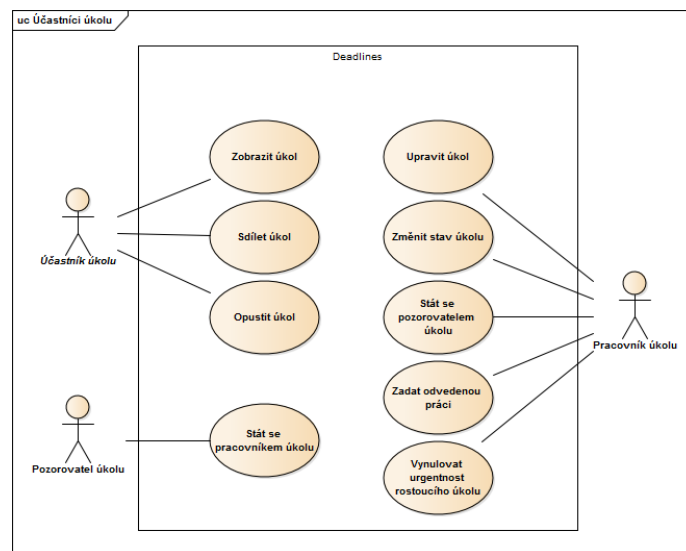 uc Účastníci úkolu
Deadlines
Zobrazit úkol
Sdílet úkol
Opustit úkol
Účastník úkolu
Stát se
pracovníkem úkolu
Pozorovatel úkolu
Upravit úkol
Změnit stav úkolu
Stát se
pozorovatelem
úkolu
Zadat odvedenou
práci
Vynulovat
urgentnost
rostoucího úkolu
Pracovník úkolu